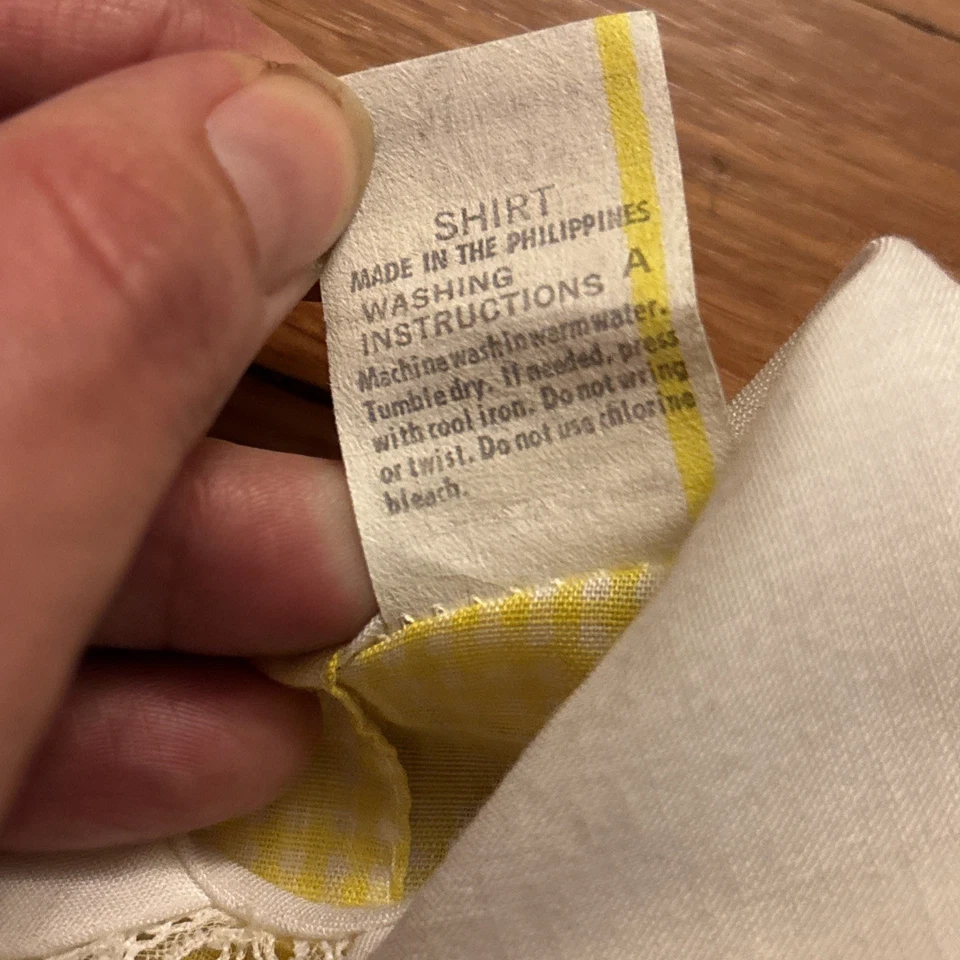 SHIRT
MADE IN THE PHILIPPINES
WASHING
INSTRUCTIONS A
Machine wash in warm water.
Tumble dry. If needed, press
with cool iron. Do not wring
or twist. Do not use chlorine
bleach.